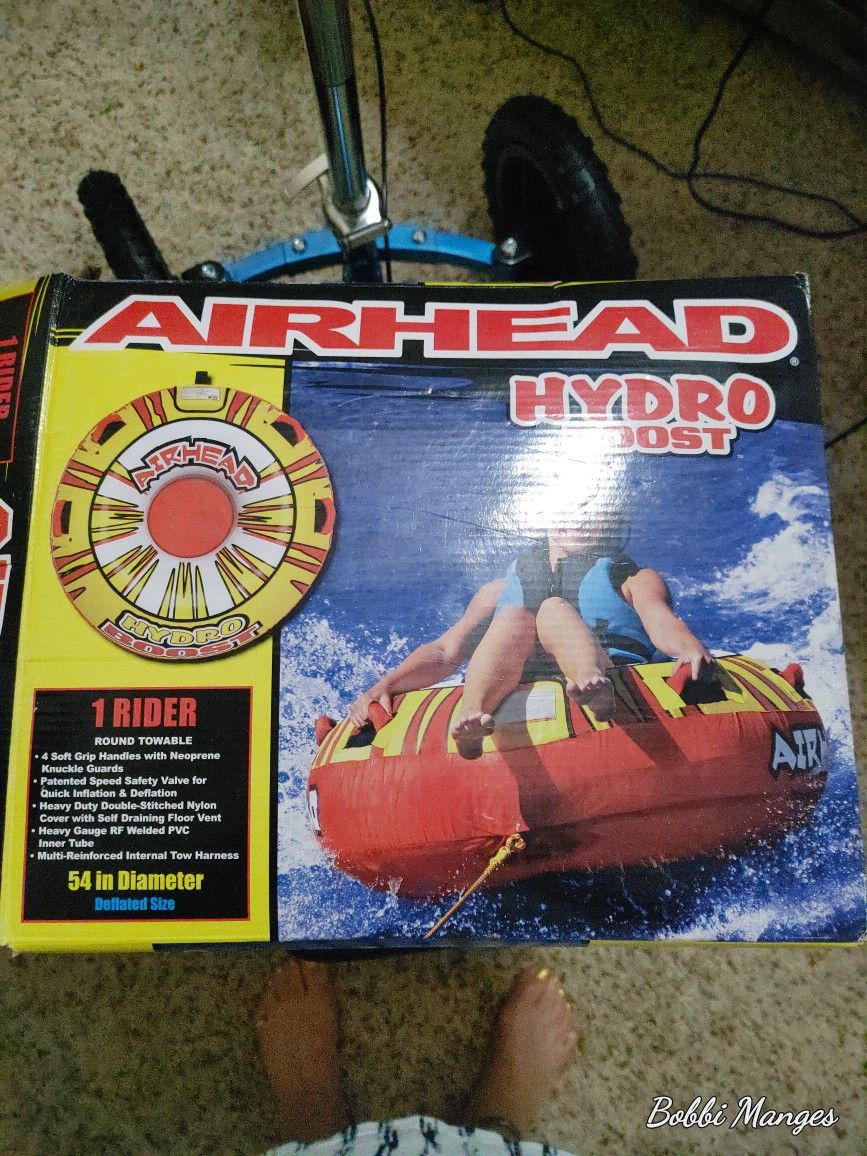 AIRHEAD®
HYDRO
BOOST
AIRHEAD
HYDRO
BOOST
1 RIDER
1 RIDER
ROUND TOWABLE
• 4 Soft Grip Handles with Neoprene
Knuckle Guards
• Patented Speed Safety Valve for
Quick Inflation & Deflation
• Heavy Duty Double-Stitched Nylon
Cover with Self Draining Floor Vent
• Heavy Gauge RF Welded PVC
Inner Tube
• Multi-Reinforced Internal Tow Harness
54 in Diameter
Deflated Size
AIR
Bobbi Manges